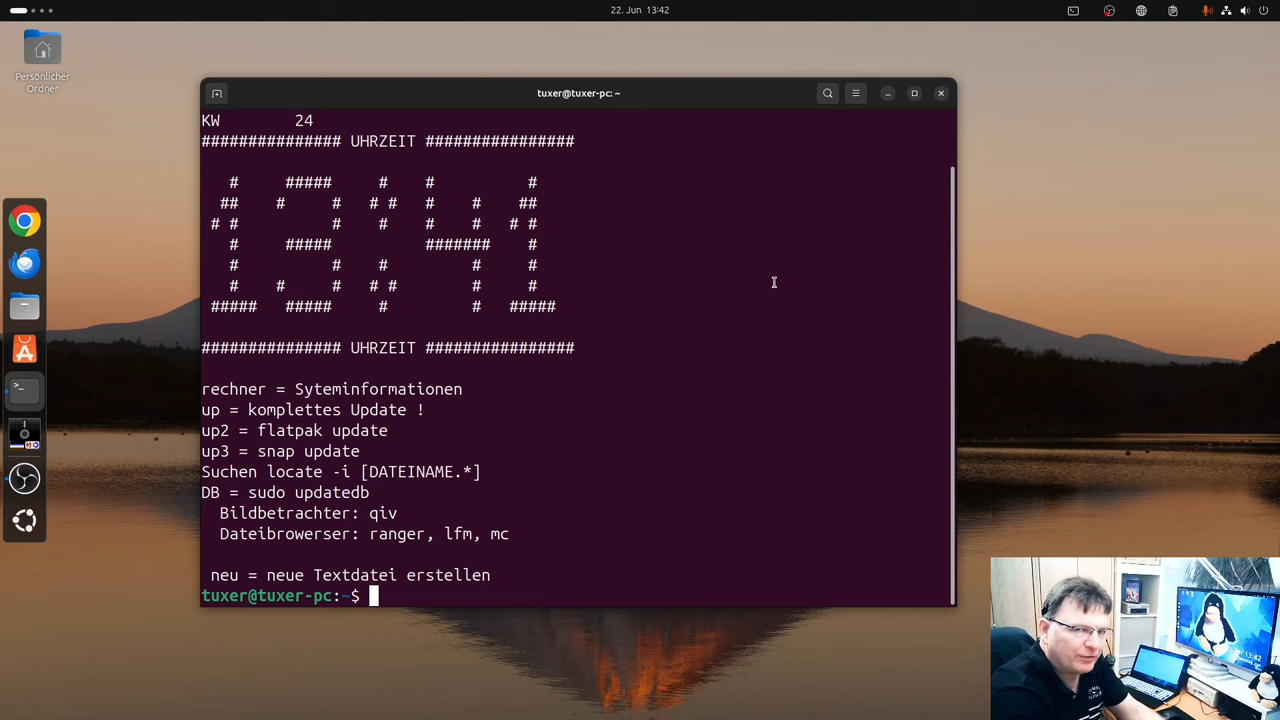 22. Jun 13:42
Persönlicher
Ordner
tuxer@tuxer-pc: ~
KW 24
############### UHRZEIT ################
# ##### # # #
## # # # # # # ##
# # # # # # # #
# ##### ####### #
# # # # #
# # # # # # #
##### ##### # # #####
############### UHRZEIT ################
rechner = Syteminformationen
up = komplettes Update !
up2 = flatpak update
up3 = snap update
Suchen locate -i [DATEINAME.*]
DB = sudo updatedb
Bildbetrachter: qiv
Dateibrowerser: ranger, lfm, mc
neu = neue Textdatei erstellen
tuxer@tuxer-pc:~$